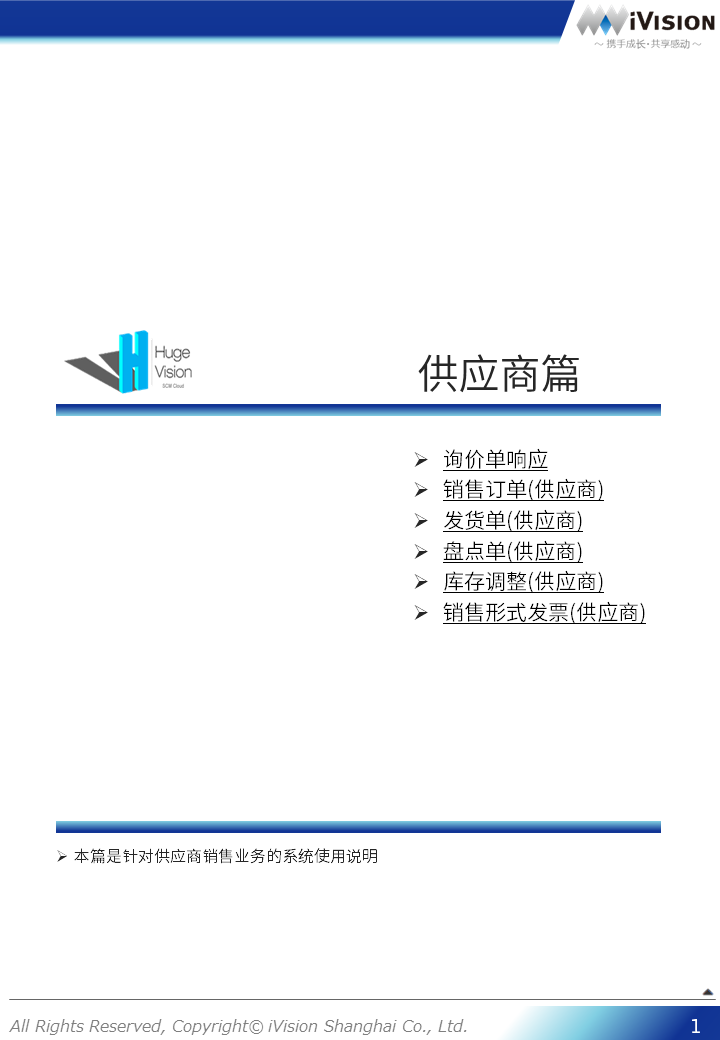 iVISION
～ 携手成长·共享感动 ～
Huge
Vision
SCM Cloud
供应商篇
询价单响应
销售订单(供应商)
发货单(供应商)
盘点单(供应商)
库存调整(供应商)
销售形式发票(供应商)
本篇是针对供应商销售业务的系统使用说明
All Rights Reserved, Copyright© iVision Shanghai Co., Ltd.
1